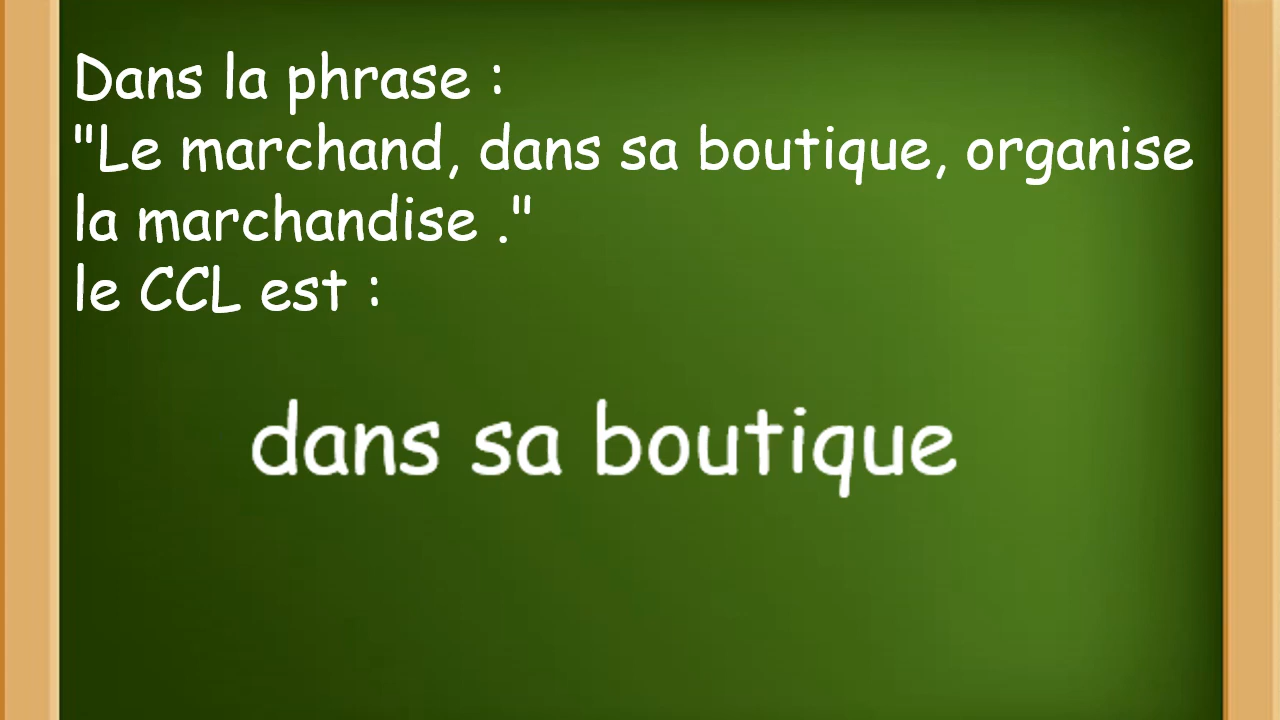 Dans la phrase :
"Le marchand, dans sa boutique, organise
la marchandise ."
le CCL est :
dans sa boutique